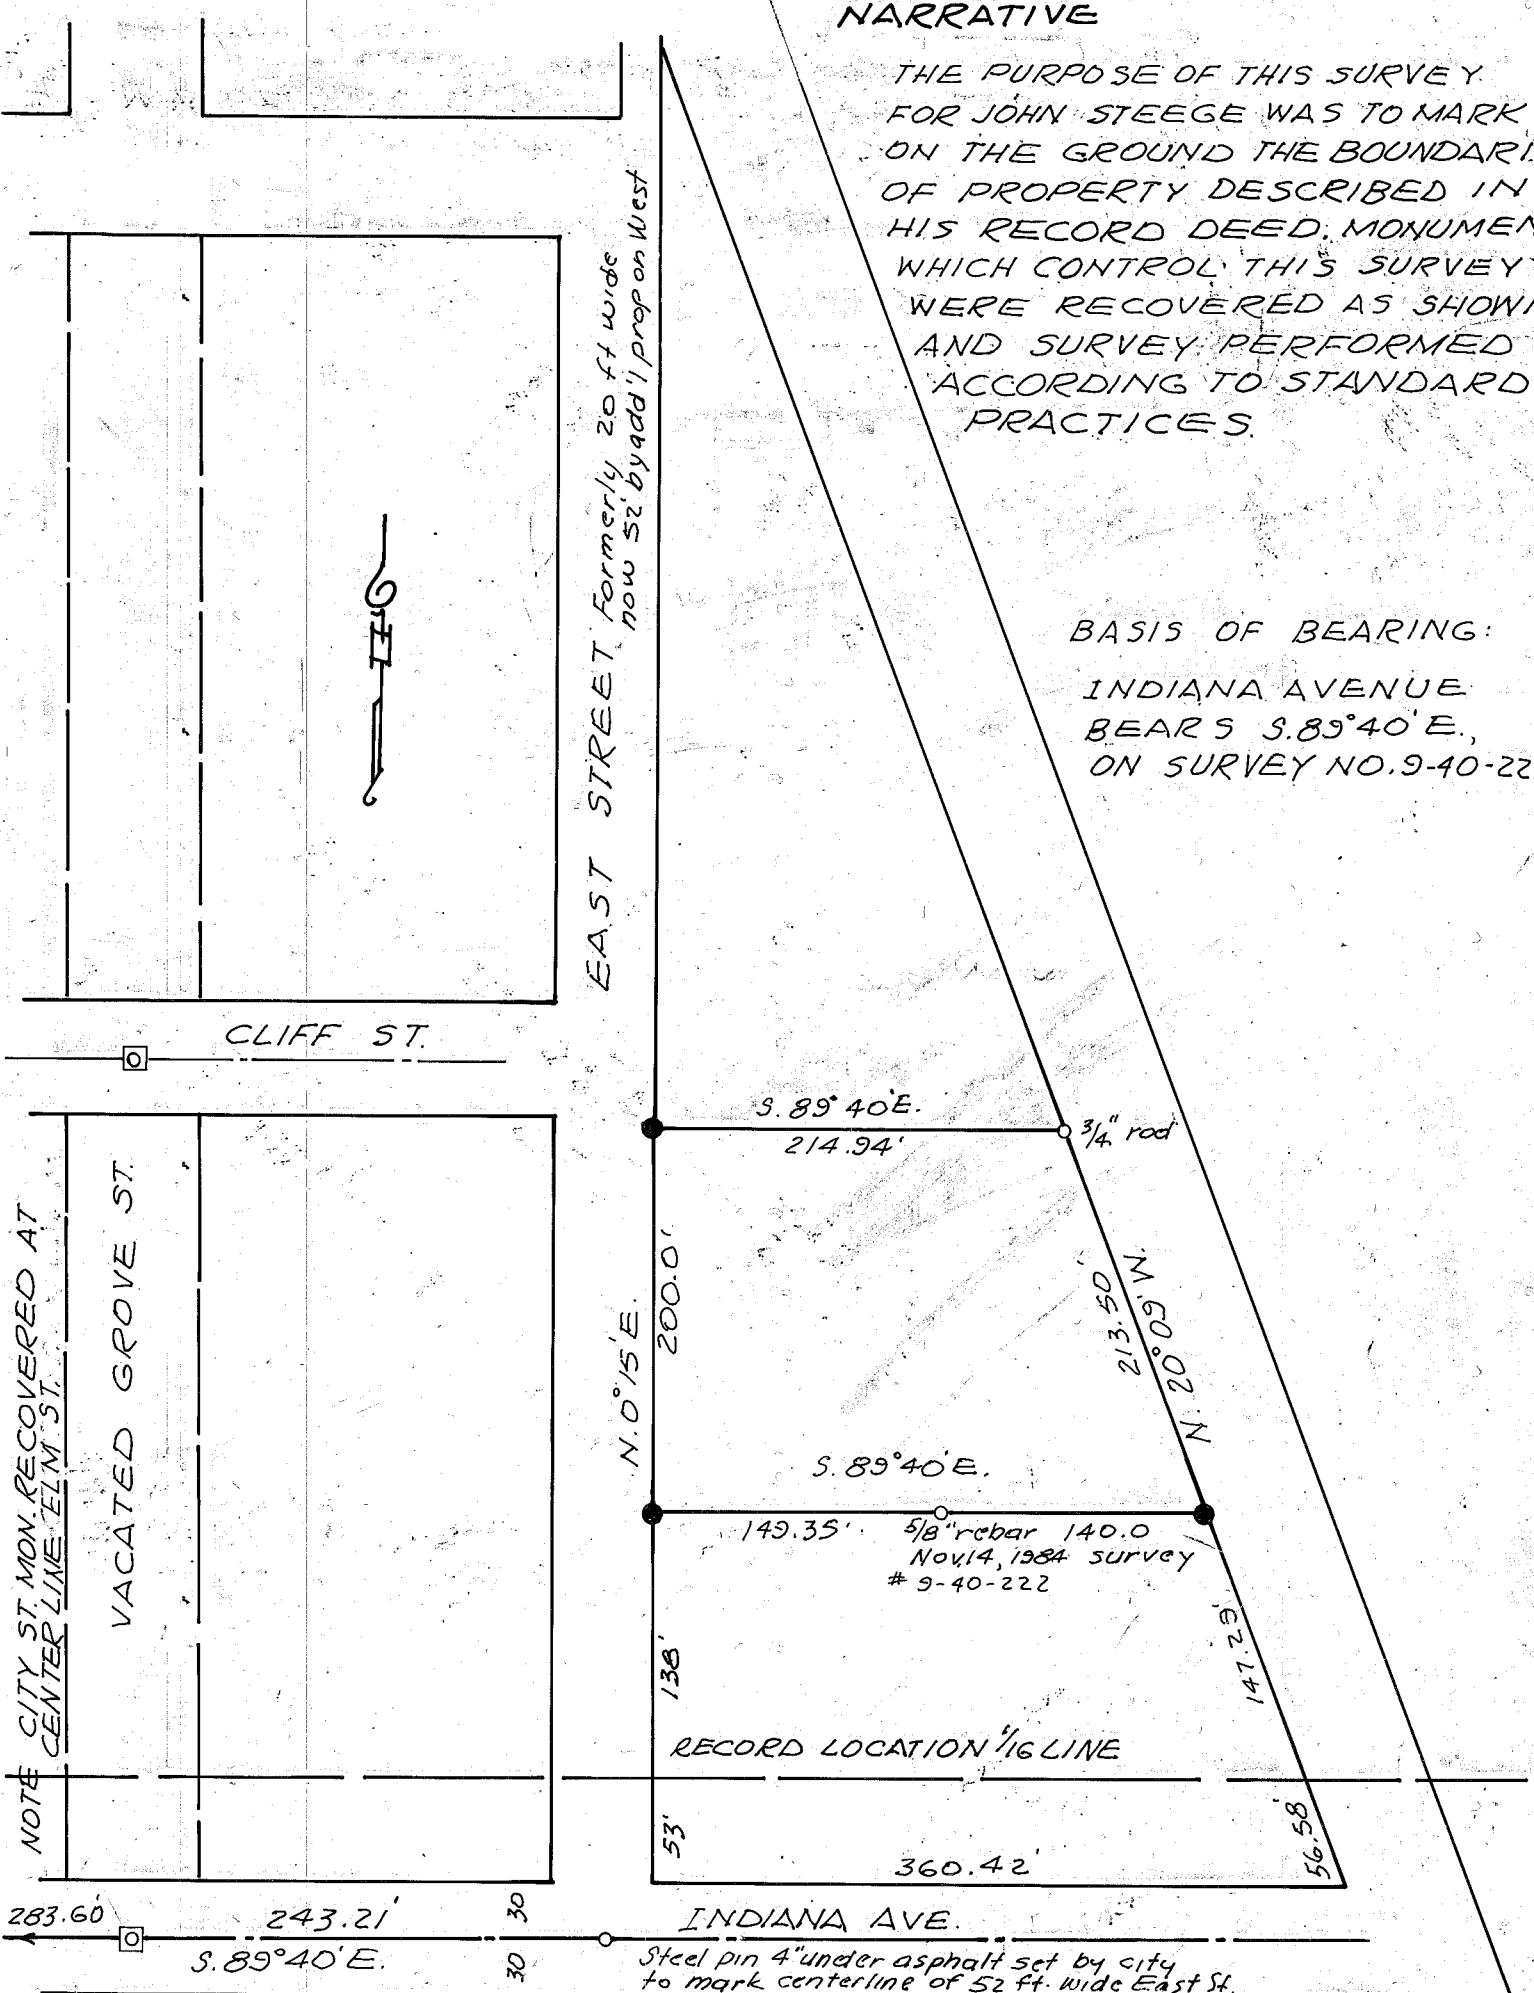 NARRATIVE
THE PURPOSE OF THIS SURVEY
FOR JOHN STEEGE WAS TO MARK
ON THE GROUND THE BOUNDARI
OF PROPERTY DESCRIBED IN
HIS RECORD DEED. MONUMEN
WHICH CONTROL THIS SURVEY
WERE RECOVERED AS SHOWN
AND SURVEY PERFORMED
ACCORDING TO STANDARD
PRACTICES.
BASIS OF BEARING:
INDIANA AVENUE
BEARS S.89°40'E.,
ON SURVEY NO. 9-40-22
EAST STREET Formerly 20 ft wide
now 52' by add'l prop on West
CLIFF ST.
S. 89°40'E.
214.94'
3/4" rod
NOTE CITY ST. MON. RECOVERED AT
CENTER LINE ELM ST.
VACATED GROVE ST.
N. 0°15'E.
200.0'
213.50'
N. 20°09'W.
S. 89°40'E.
149.35'
5/8" rebar 140.0
Nov. 14, 1984 survey
# 9-40-222
138'
147.29'
RECORD LOCATION 1/16 LINE
53'
360.42'
56.58'
283.60'
243.21'
30
INDIANA AVE.
S. 89°40'E.
30
Steel pin 4" under asphalt set by city
to mark centerline of 52 ft. wide East St.